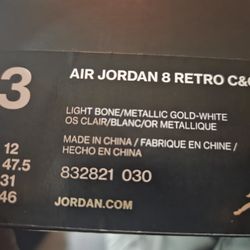 3
AIR JORDAN 8 RETRO C&C
LIGHT BONE/METALLIC GOLD-WHITE
OS CLAIR/BLANC/OR METALLIQUE
12
47.5
31
46
MADE IN CHINA / FABRIQUE EN CHINE /
HECHO EN CHINA
832821 030
JORDAN.COM